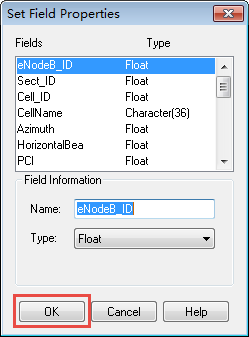 Set Field Properties
Fields Type
eNodeB_ID Float
Sect_ID Float
Cell_ID Float
CellName Character(36)
Azimuth Float
HorizontalBea Float
PCI Float
Field Information
Name: eNodeB_ID
Type: Float
OK Cancel Help